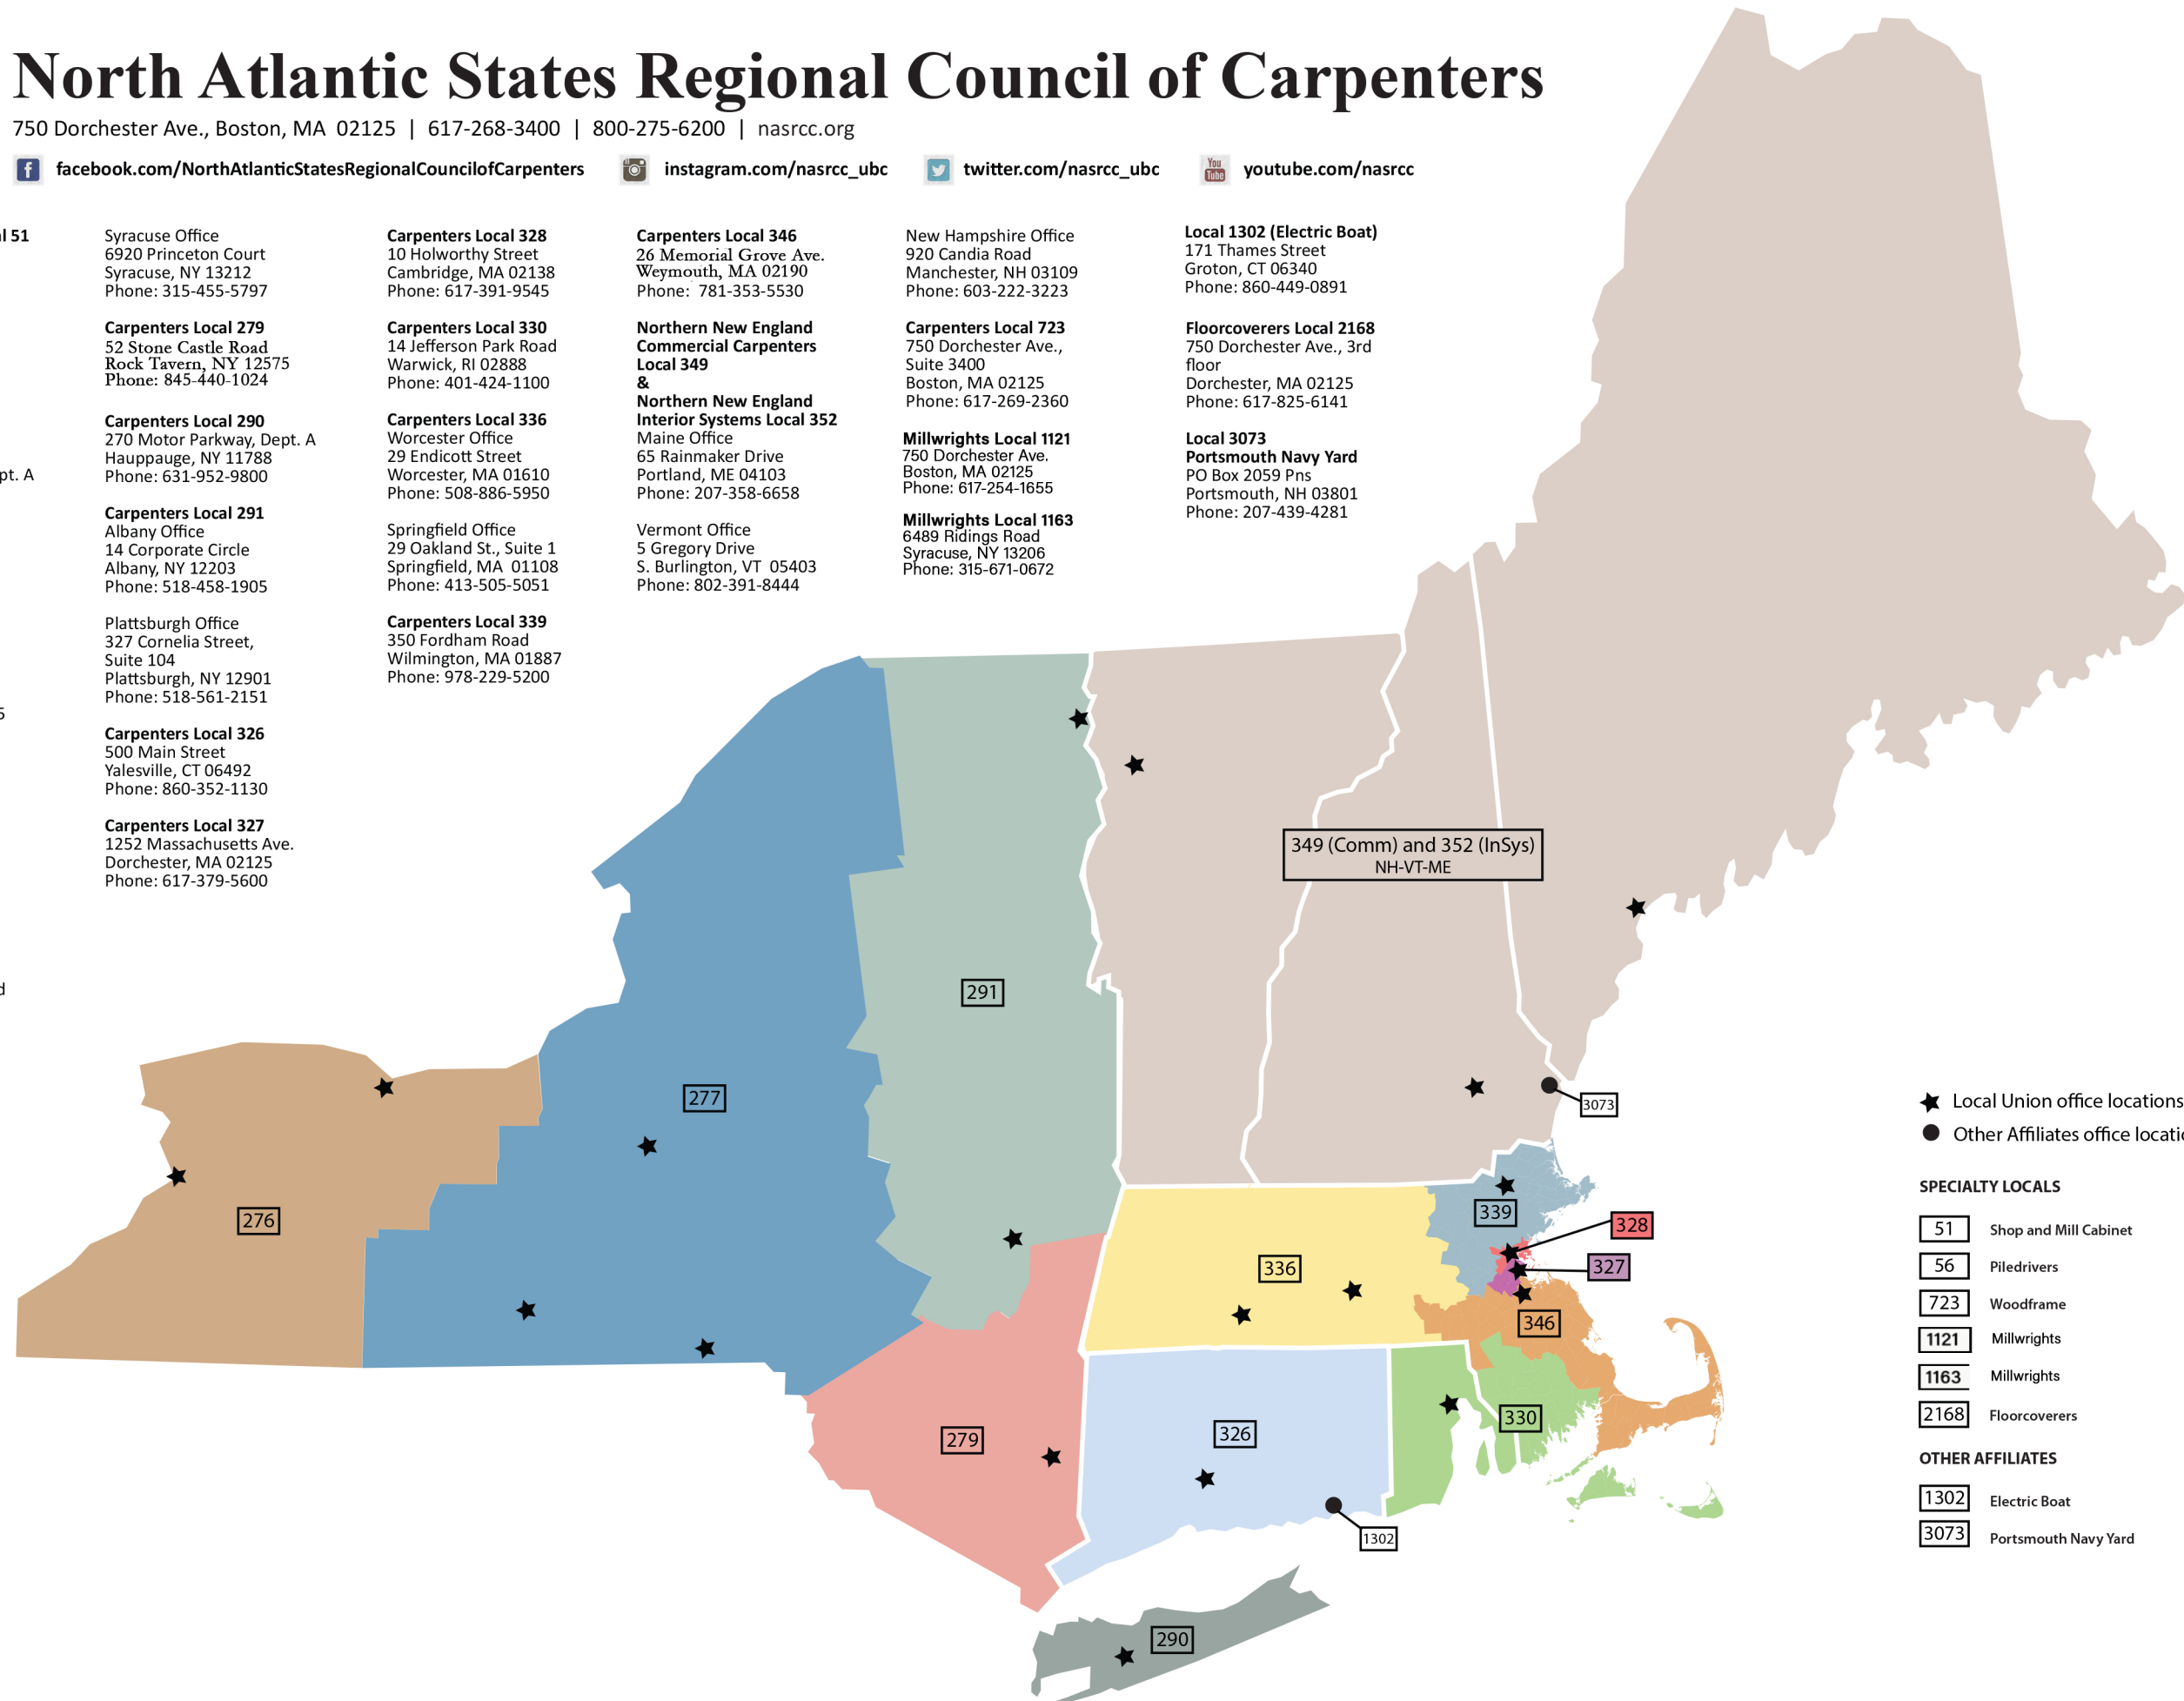 North Atlantic States Regional Council of Carpenters
750 Dorchester Ave., Boston, MA 02125 | 617-268-3400 | 800-275-6200 | nasrcc.org
facebook.com/NorthAtlanticStatesRegionalCouncilofCarpenters
instagram.com/nasrcc_ubc
twitter.com/nasrcc_ubc
You Tube
youtube.com/nasrcc
l 51
pt. A
5
d
Syracuse Office
6920 Princeton Court
Syracuse, NY 13212
Phone: 315-455-5797
Carpenters Local 279
52 Stone Castle Road
Rock Tavern, NY 12575
Phone: 845-440-1024
Carpenters Local 290
270 Motor Parkway, Dept. A
Hauppauge, NY 11788
Phone: 631-952-9800
Carpenters Local 291
Albany Office
14 Corporate Circle
Albany, NY 12203
Phone: 518-458-1905
Plattsburgh Office
327 Cornelia Street,
Suite 104
Plattsburgh, NY 12901
Phone: 518-561-2151
Carpenters Local 326
500 Main Street
Yalesville, CT 06492
Phone: 860-352-1130
Carpenters Local 327
1252 Massachusetts Ave.
Dorchester, MA 02125
Phone: 617-379-5600
Carpenters Local 328
10 Holworthy Street
Cambridge, MA 02138
Phone: 617-391-9545
Carpenters Local 330
14 Jefferson Park Road
Warwick, RI 02888
Phone: 401-424-1100
Carpenters Local 336
Worcester Office
29 Endicott Street
Worcester, MA 01610
Phone: 508-886-5950
Springfield Office
29 Oakland St., Suite 1
Springfield, MA 01108
Phone: 413-505-5051
Carpenters Local 339
350 Fordham Road
Wilmington, MA 01887
Phone: 978-229-5200
Carpenters Local 346
26 Memorial Grove Ave.
Weymouth, MA 02190
Phone: 781-353-5530
Northern New England
Commercial Carpenters
Local 349
&
Northern New England
Interior Systems Local 352
Maine Office
65 Rainmaker Drive
Portland, ME 04103
Phone: 207-358-6658
Vermont Office
5 Gregory Drive
S. Burlington, VT 05403
Phone: 802-391-8444
New Hampshire Office
920 Candia Road
Manchester, NH 03109
Phone: 603-222-3223
Carpenters Local 723
750 Dorchester Ave.,
Suite 3400
Boston, MA 02125
Phone: 617-269-2360
Millwrights Local 1121
750 Dorchester Ave.
Boston, MA 02125
Phone: 617-254-1655
Millwrights Local 1163
6489 Ridings Road
Syracuse, NY 13206
Phone: 315-671-0672
Local 1302 (Electric Boat)
171 Thames Street
Groton, CT 06340
Phone: 860-449-0891
Floorcoverers Local 2168
750 Dorchester Ave., 3rd
floor
Dorchester, MA 02125
Phone: 617-825-6141
Local 3073
Portsmouth Navy Yard
PO Box 2059 Pns
Portsmouth, NH 03801
Phone: 207-439-4281
349 (Comm) and 352 (InSys)
NH-VT-ME
291
277
276
3073
339
328
327
336
346
330
326
279
1302
290
Local Union office locations
Other Affiliates office locati
SPECIALTY LOCALS
51 Shop and Mill Cabinet
56 Piledrivers
723 Woodframe
1121 Millwrights
1163 Millwrights
2168 Floorcoverers
OTHER AFFILIATES
1302 Electric Boat
3073 Portsmouth Navy Yard